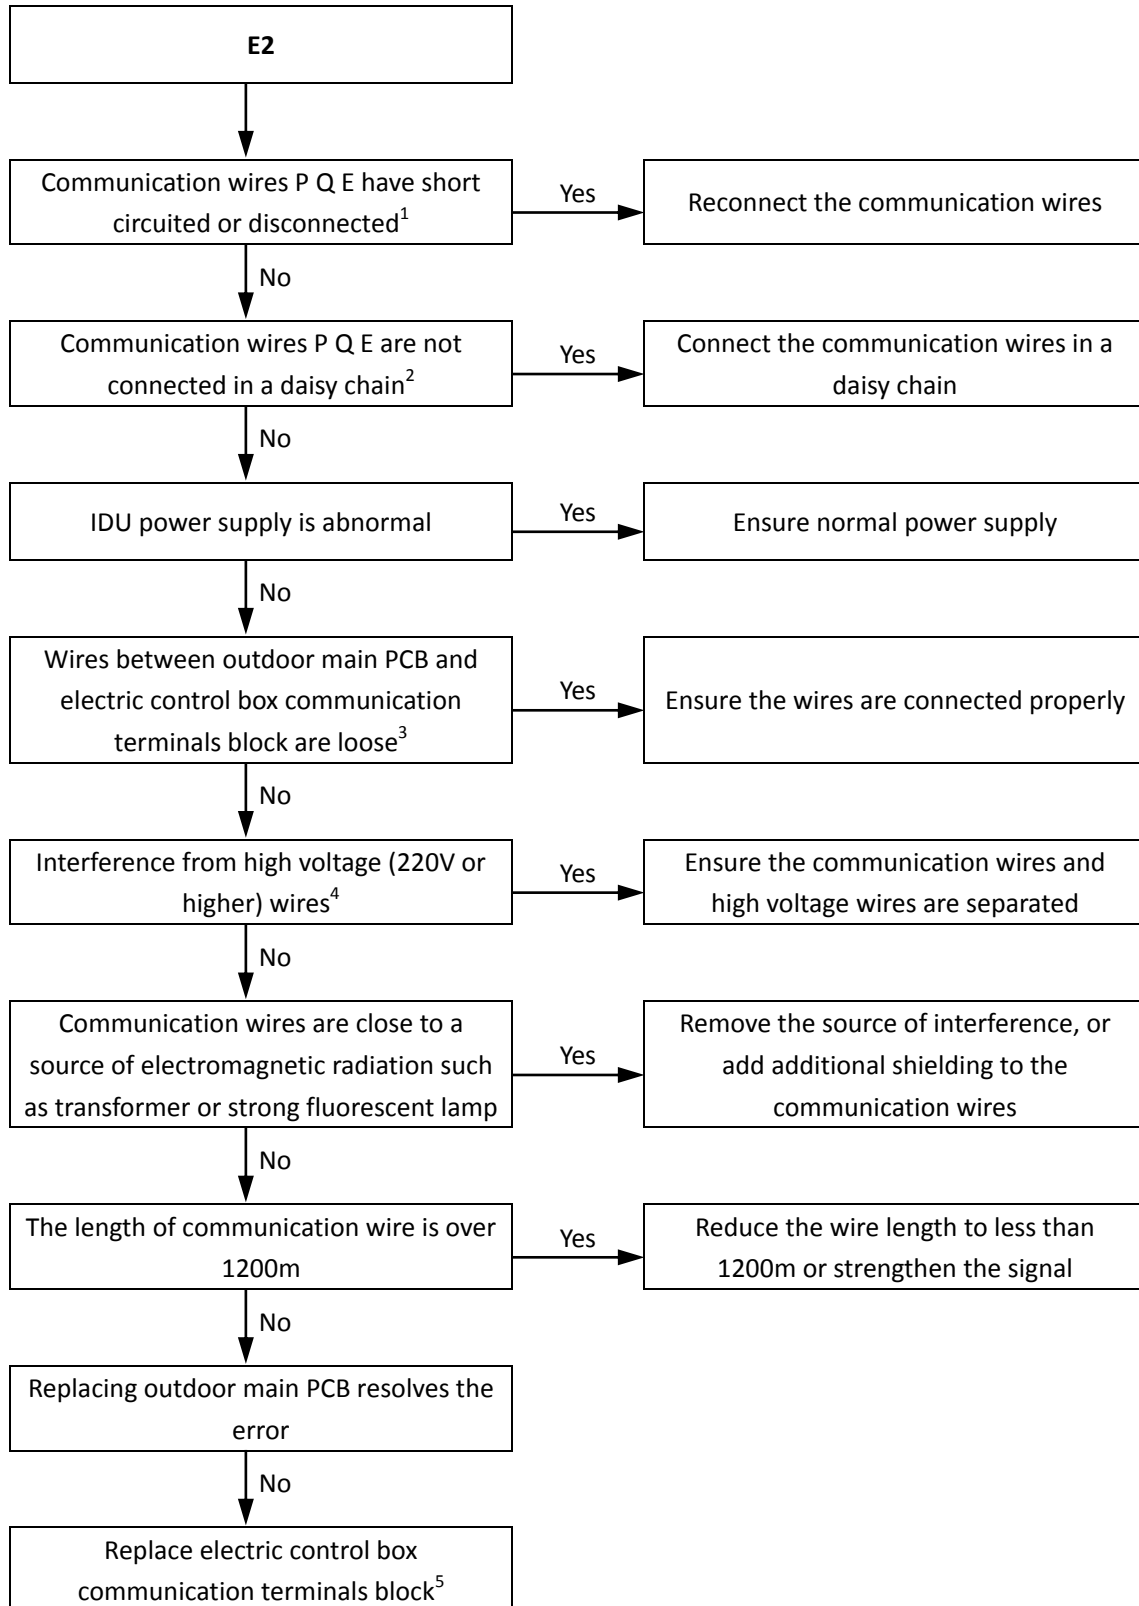 E2
Communication wires P Q E have short
circuited or disconnected1
Yes
Reconnect the communication wires
No
Communication wires P Q E are not
connected in a daisy chain2
Yes
Connect the communication wires in a
daisy chain
No
IDU power supply is abnormal
Yes
Ensure normal power supply
No
Wires between outdoor main PCB and
electric control box communication
terminals block are loose3
Yes
Ensure the wires are connected properly
No
Interference from high voltage (220V or
higher) wires4
Yes
Ensure the communication wires and
high voltage wires are separated
No
Communication wires are close to a
source of electromagnetic radiation such
as transformer or strong fluorescent lamp
Yes
Remove the source of interference, or
add additional shielding to the
communication wires
No
The length of communication wire is over
1200m
Yes
Reduce the wire length to less than
1200m or strengthen the signal
No
Replacing outdoor main PCB resolves the
error
No
Replace electric control box
communication terminals block5